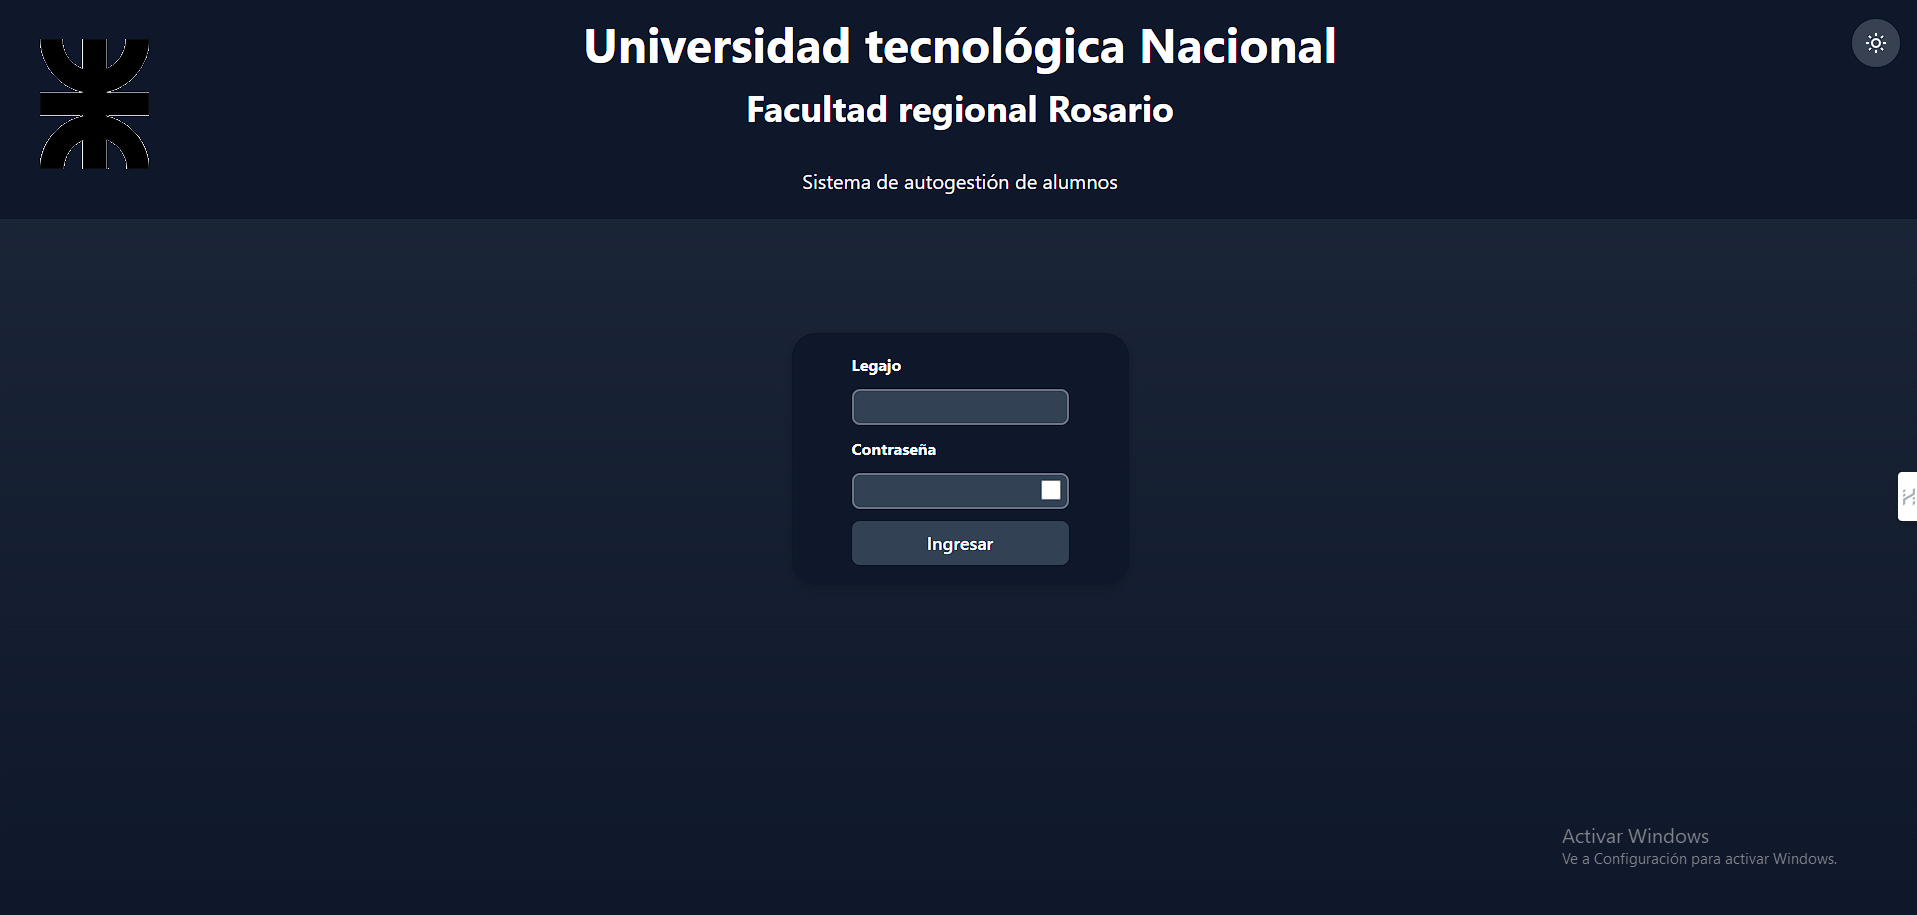 Universidad tecnológica Nacional
Facultad regional Rosario
Sistema de autogestión de alumnos
Legajo
Contraseña
Ingresar
Activar Windows
Ve a Configuración para activar Windows.